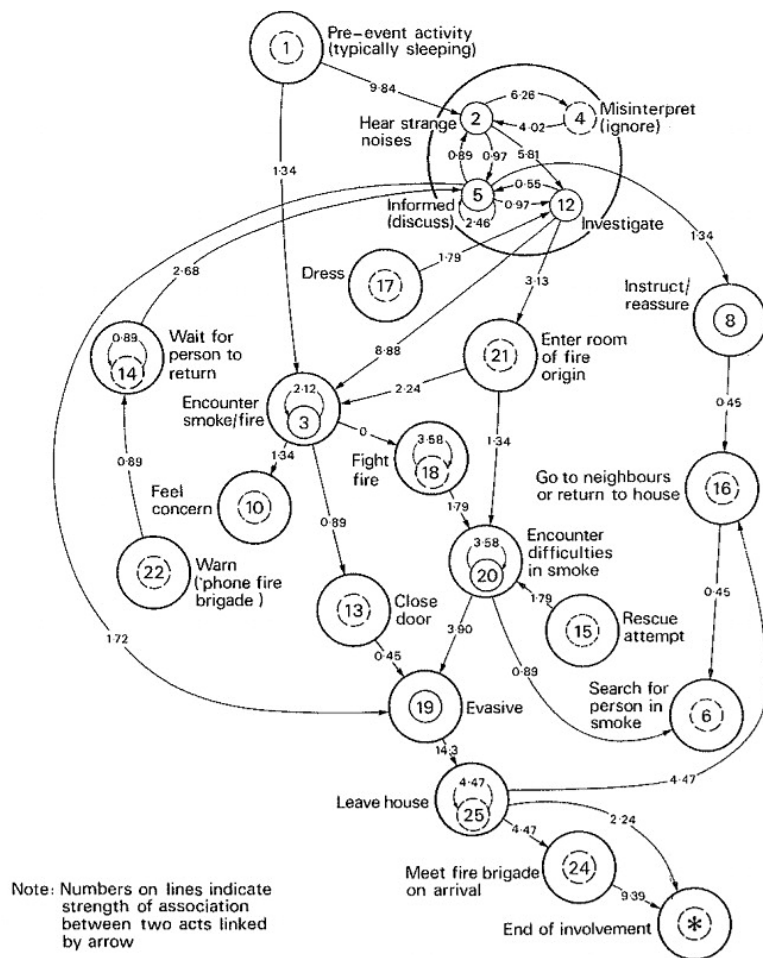 1
Pre-event activity
(typically sleeping)
9·84
6·26
2
4
Misinterpret
(ignore)
Hear strange
noises
4·02
5·81
0·89
0·97
1·34
0·55
5
0·97
12
Informed
(discuss)
2·46
Investigate
1·34
Dress
1·79
17
3·13
2·68
Instruct/
reassure
8
0·89
14
Wait for
person to
return
8·88
21
Enter room
of fire
origin
2·24
Encounter
smoke/fire
2·12
3
0
0·45
1·34
3·58
18
Fight
fire
1·34
Feel
concern
10
Go to neighbours
or return to house
16
0·89
0·89
1·79
3·58
20
Encounter
difficulties
in smoke
22
Warn
('phone fire
brigade)
13
Close
door
1·79
15
Rescue
attempt
0·45
1·72
0·45
3·90
0·89
19
Evasive
Search for
person in
smoke
6
14·3
Leave house
4·47
25
4·47
4·47
2·24
Meet fire brigade
on arrival
24
9·39
End of involvement
*
Note: Numbers on lines indicate
strength of association
between two acts linked
by arrow